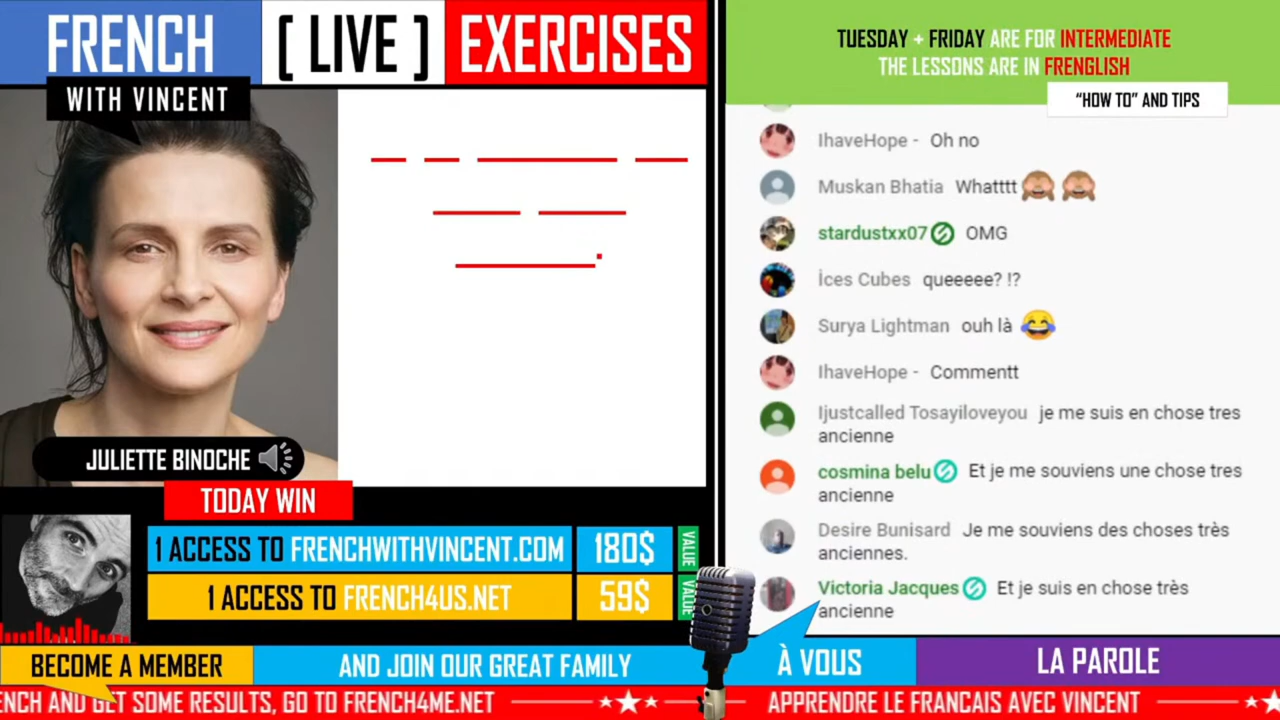 FRENCH [ LIVE ] EXERCISES
WITH VINCENT
JULIETTE BINOCHE
TODAY WIN
1 ACCESS TO FRENCHWITHVINCENT.COM 180$ VALUE
1 ACCESS TO FRENCH4US.NET 59$ VALUE
TUESDAY + FRIDAY ARE FOR INTERMEDIATE
THE LESSONS ARE IN FRENGLISH
“HOW TO” AND TIPS
IhaveHope - Oh no
Muskan Bhatia Whatttt
stardustxx07 OMG
İces Cubes queeeee? !?
Surya Lightman ouh là
IhaveHope - Commentt
Ijustcalled Tosayiloveyou je me suis en chose tres
ancienne
cosmina belu Et je me souviens une chose tres
ancienne
Desire Bunisard Je me souviens des choses très
anciennes.
Victoria Jacques Et je suis en chose très
ancienne
BECOME A MEMBER AND JOIN OUR GREAT FAMILY À VOUS LA PAROLE
ENCH AND GET SOME RESULTS, GO TO FRENCH4ME.NET APPRENDRE LE FRANCAIS AVEC VINCENT